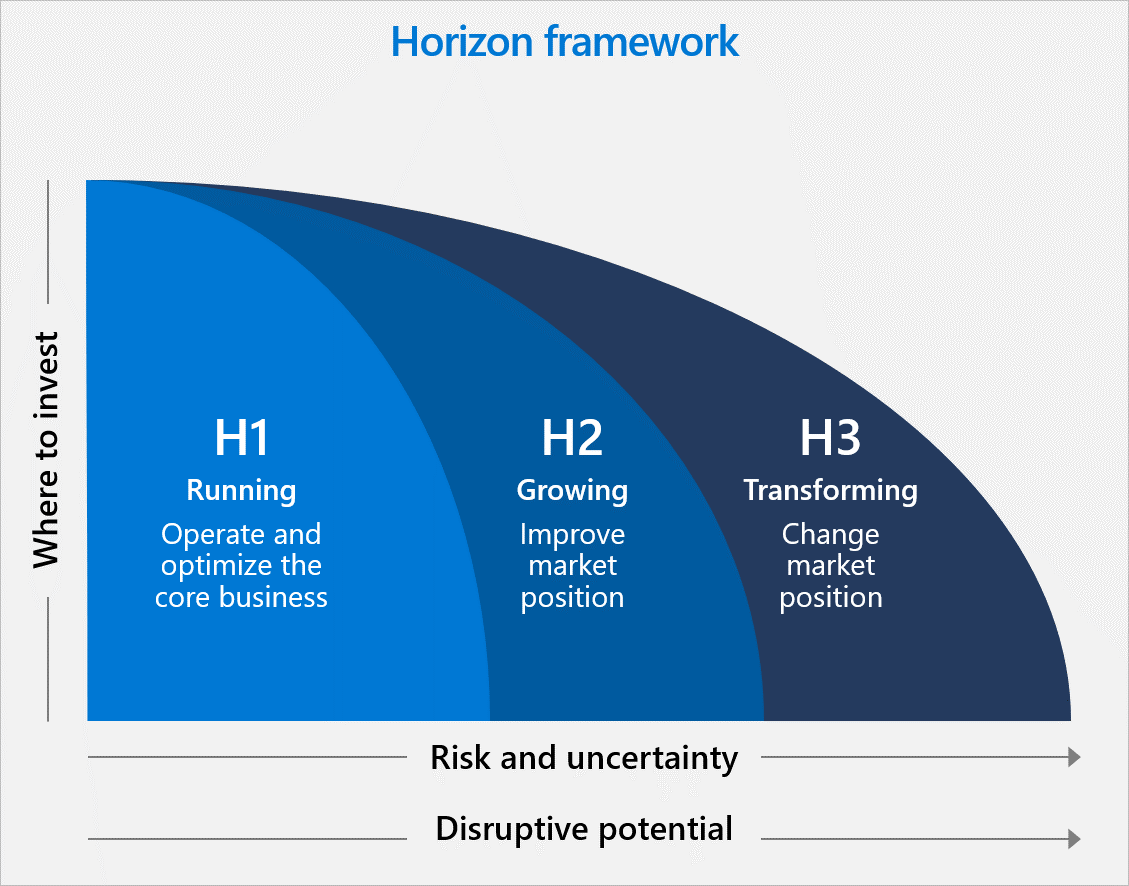 Horizon framework
Where to invest
H1
Running
Operate and
optimize the
core business
H2
Growing
Improve
market
position
H3
Transforming
Change
market
position
Risk and uncertainty
Disruptive potential